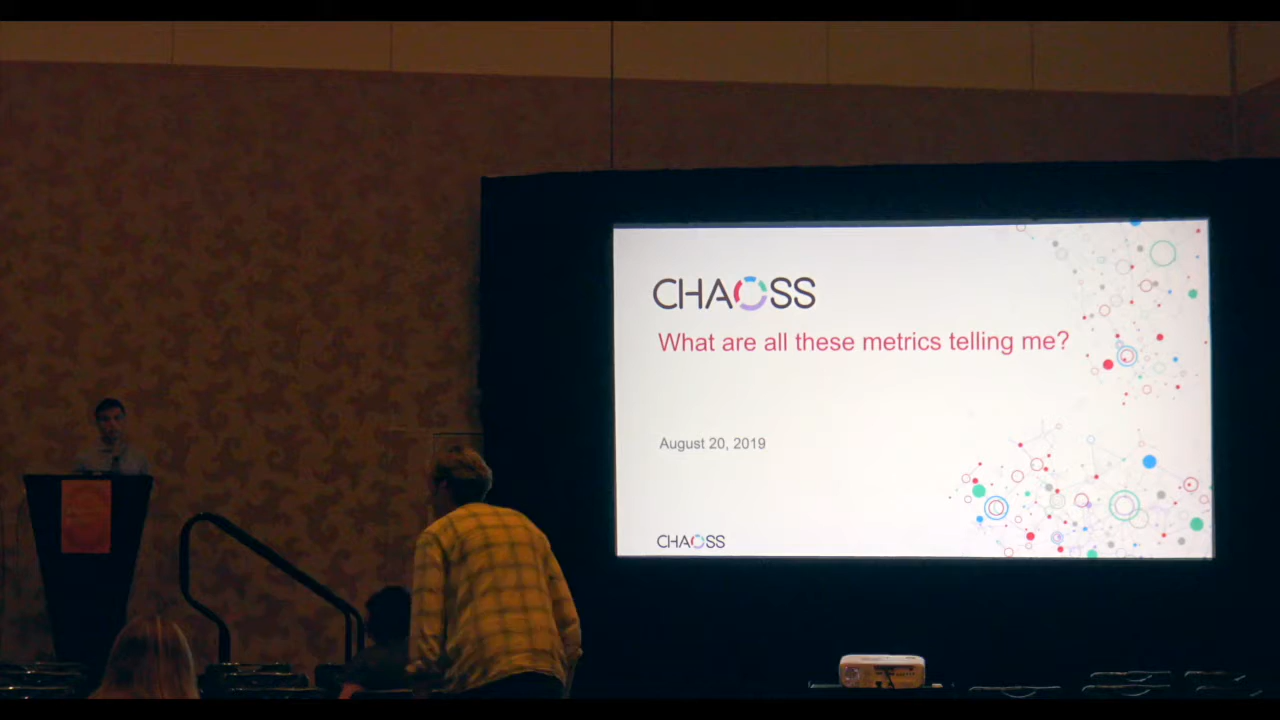 CHAOSS
What are all these metrics telling me?
August 20, 2019
CHAOSS